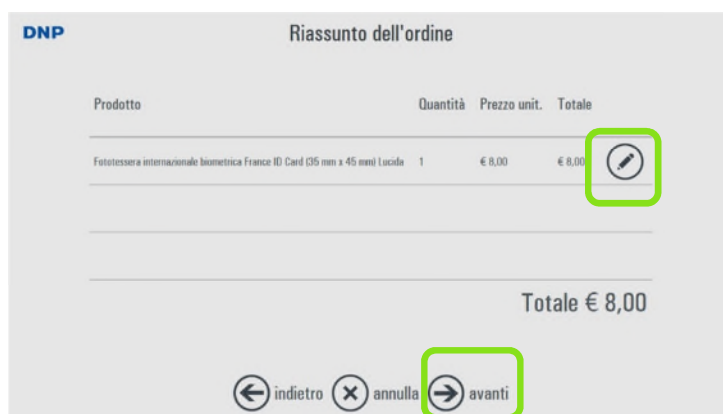 DNP
Riassunto dell'ordine
Prodotto Quantità Prezzo unit. Totale
Fototessera internazionale biometrica France ID Card (35 mm x 45 mm) Lucida 1 € 8,00 € 8,00
Totale € 8,00
indietro annulla avanti